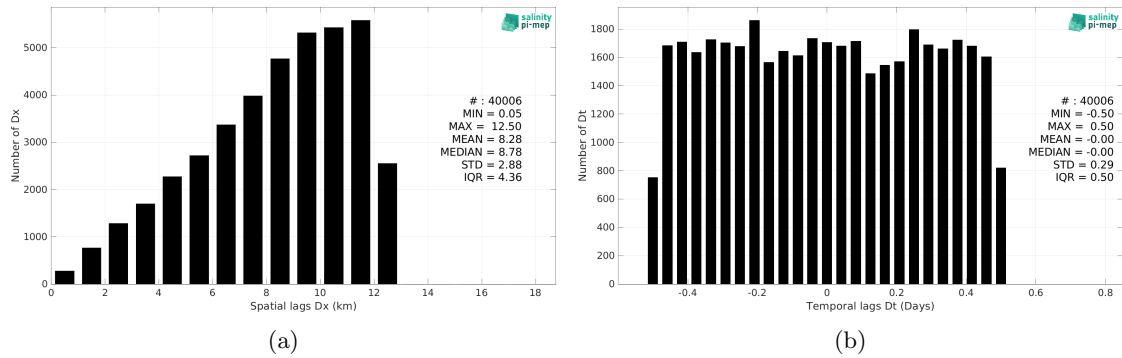 salinity
pi-mep
5000
4000
3000
2000
1000
0
Number of Dx
# : 40006
MIN = 0.05
MAX = 12.50
MEAN = 8.28
MEDIAN = 8.78
STD = 2.88
IQR = 4.36
0 2 4 6 8 10 12 14 16 18
Spatial lags Dx (km)
(a)
salinity
pi-mep
1800
1600
1400
1200
1000
800
600
400
200
0
Number of Dt
# : 40006
MIN = -0.50
MAX = 0.50
MEAN = -0.00
MEDIAN = -0.00
STD = 0.29
IQR = 0.50
-0.4 -0.2 0 0.2 0.4 0.6 0.8
Temporal lags Dt (Days)
(b)